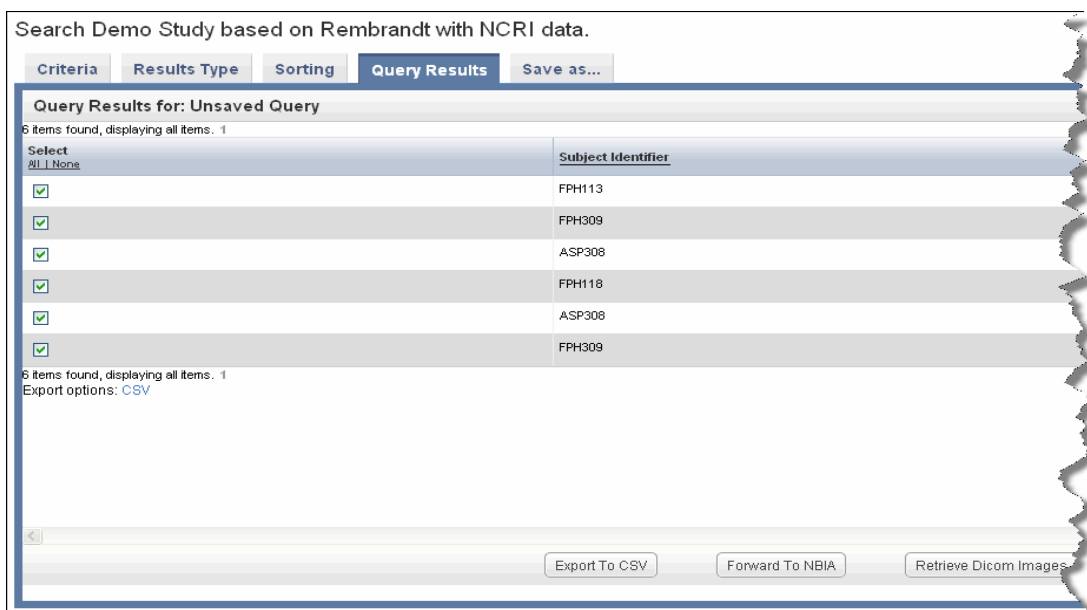 Search Demo Study based on Rembrandt with NCRI data.
Criteria Results Type Sorting Query Results Save as...
Query Results for: Unsaved Query
6 items found, displaying all items. 1
Select
All | None
Subject Identifier
FPH113
FPH309
ASP308
FPH118
ASP308
FPH309
6 items found, displaying all items. 1
Export options: CSV
Export To CSV Forward To NBIA Retrieve Dicom Images